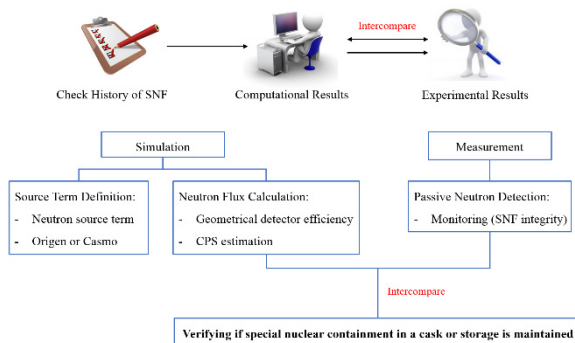 Intercompare
Check History of SNF
Computational Results
Experimental Results
Simulation
Measurement
Source Term Definition:
- Neutron source term
- Origen or Casmo
Neutron Flux Calculation:
- Geometrical detector efficiency
- CPS estimation
Passive Neutron Detection:
- Monitoring (SNF integrity)
Intercompare
Verifying if special nuclear containment in a cask or storage is maintained